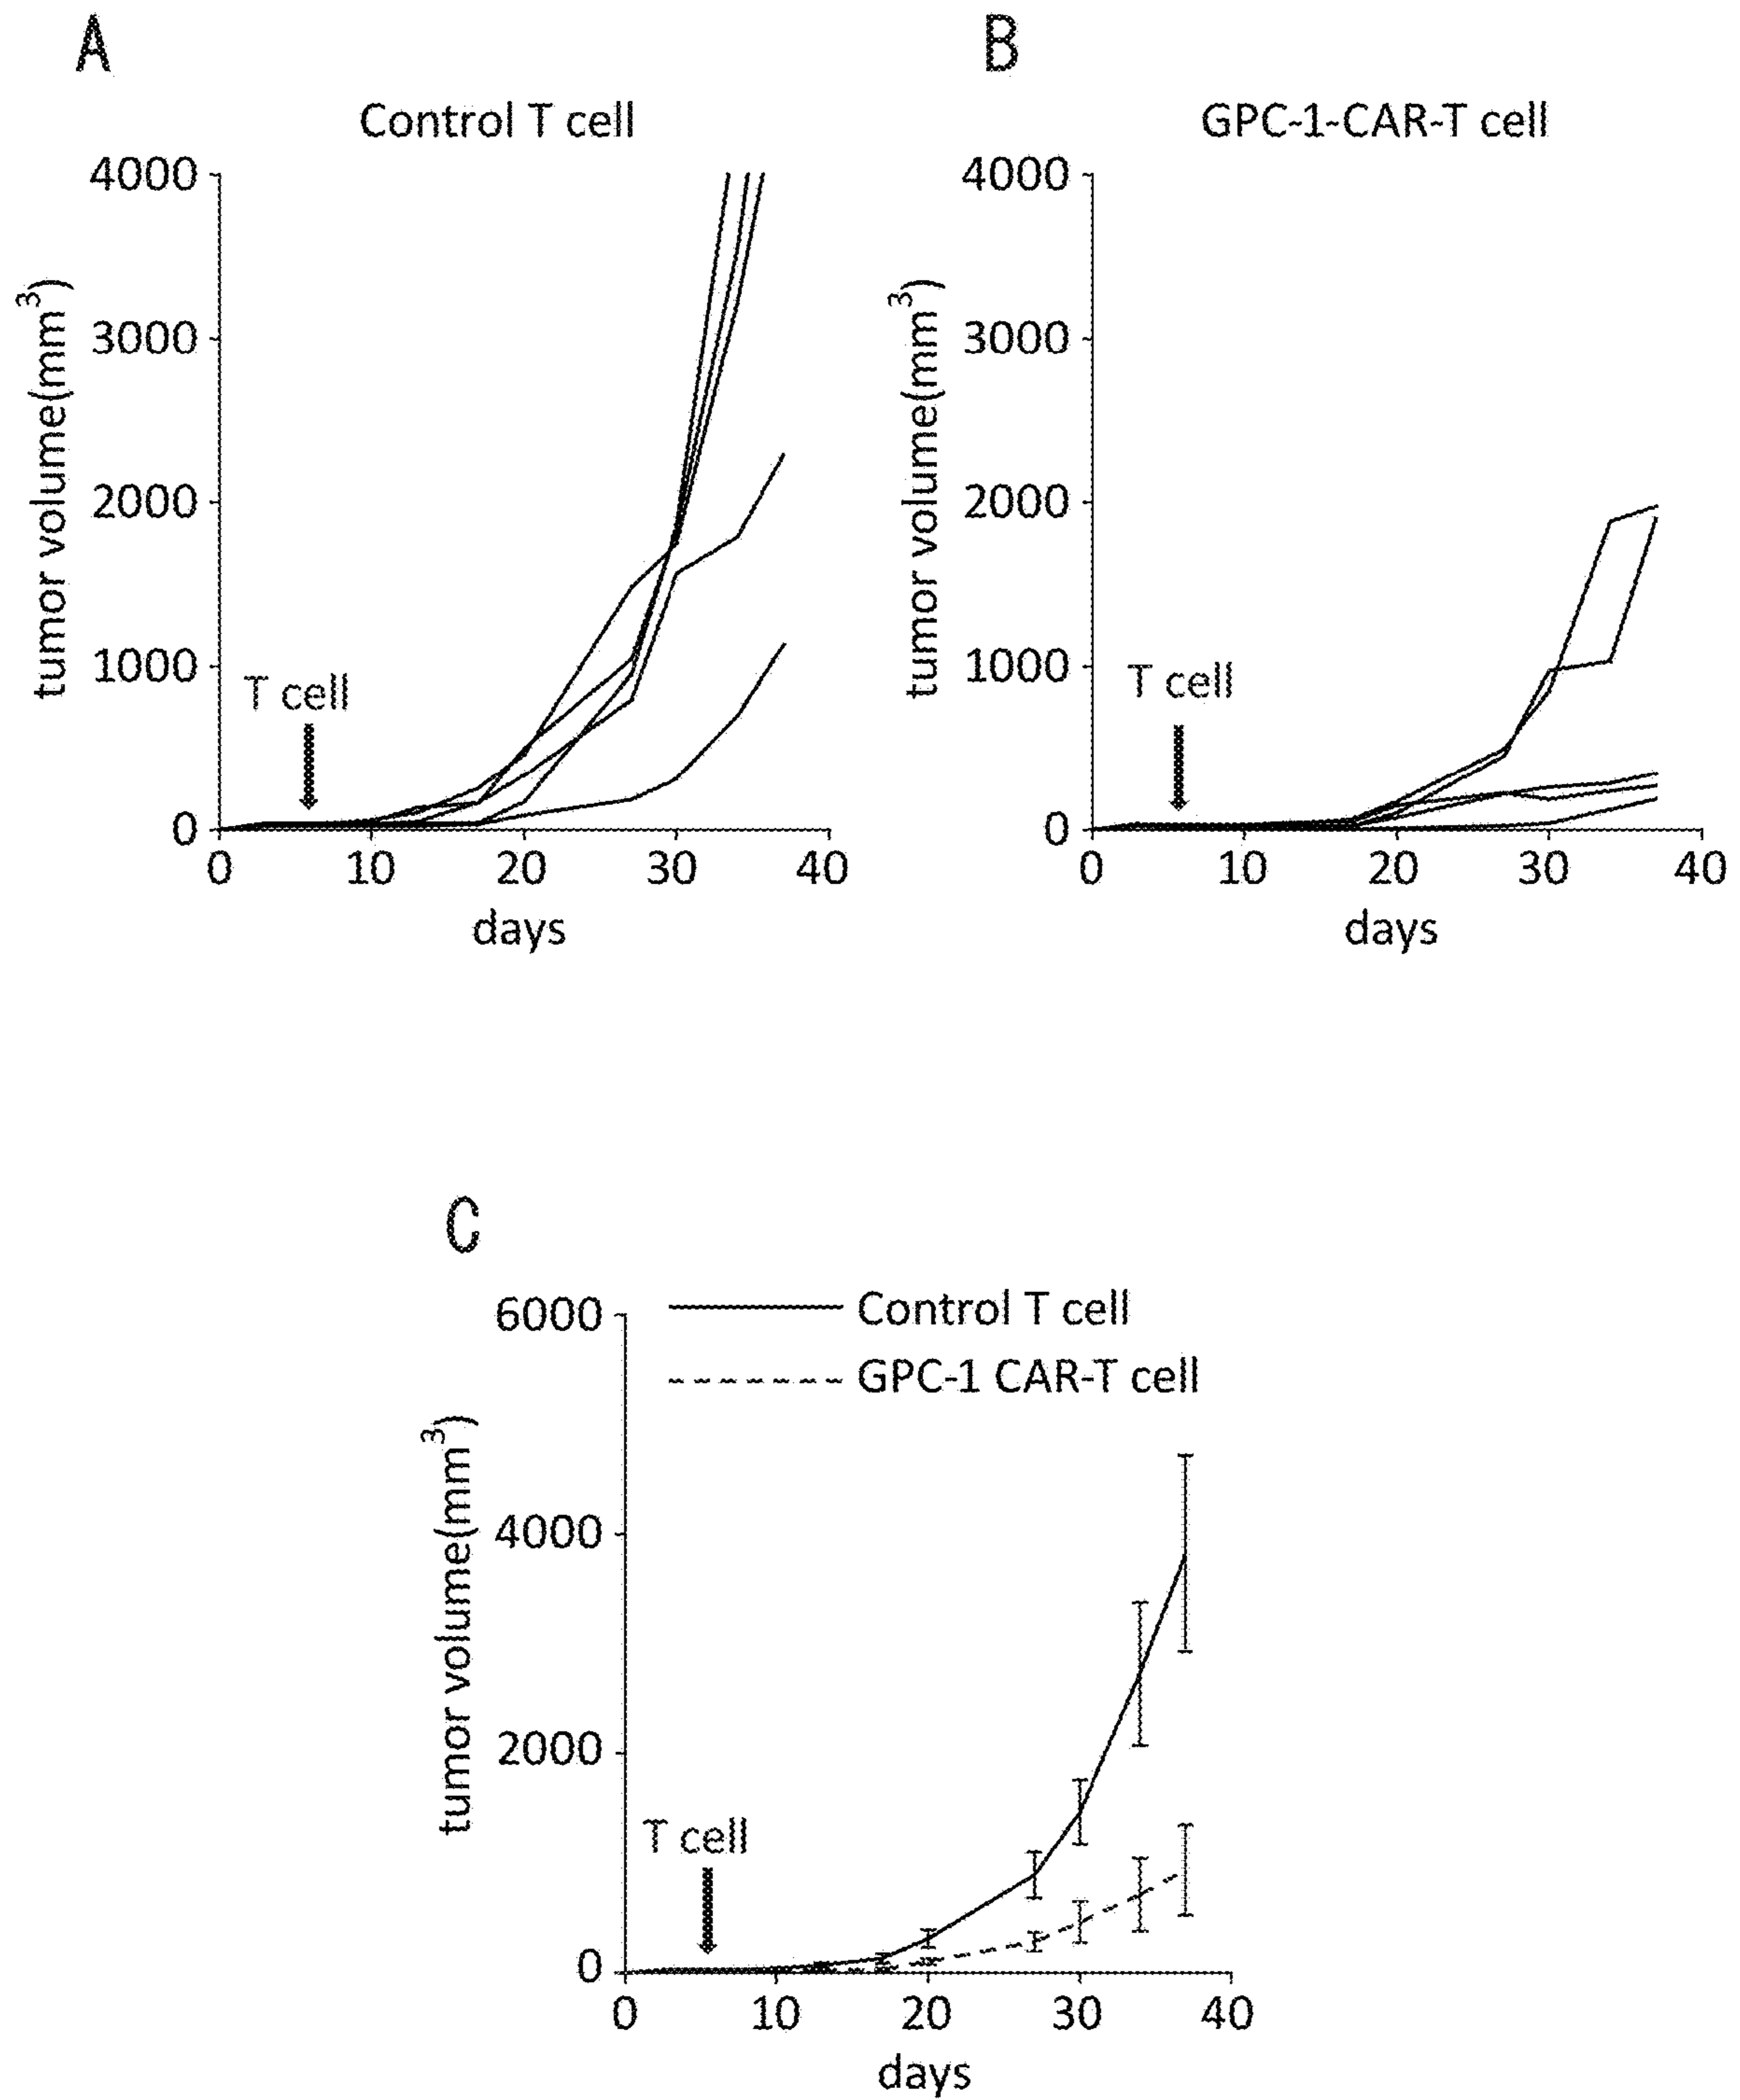 A
Control T cell
4000
3000
2000
1000
0
tumor volume(mm³)
T cell
0 10 20 30 40
days
B
GPC-1-CAR-T cell
4000
3000
2000
1000
0
tumor volume(mm³)
T cell
0 10 20 30 40
days
C
Control T cell
GPC-1 CAR-T cell
6000
4000
2000
0
tumor volume(mm³)
T cell
0 10 20 30 40
days